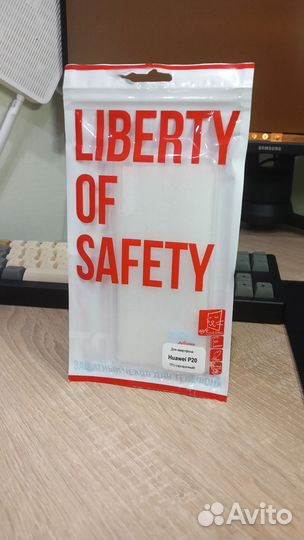 LIBERTY
OF
SAFETY
SAMSUNG
Для смартфона
Huawei P20
ЗАЩИТНЫЙ ЧЕХОЛ ДЛЯ ТЕЛЕФОНА
Avito